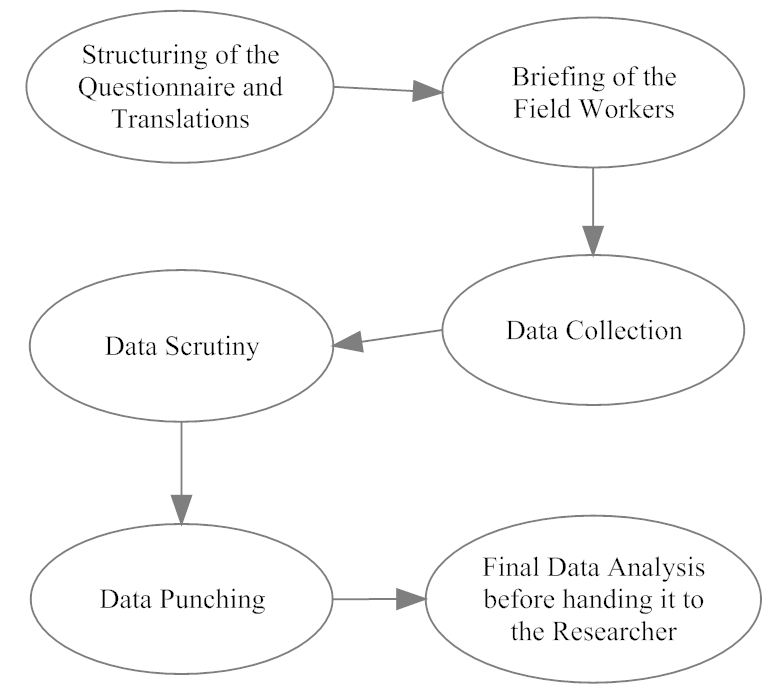 Structuring of the
Questionnaire and
Translations
Briefing of the
Field Workers
Data Collection
Data Scrutiny
Data Punching
Final Data Analysis
before handing it to
the Researcher